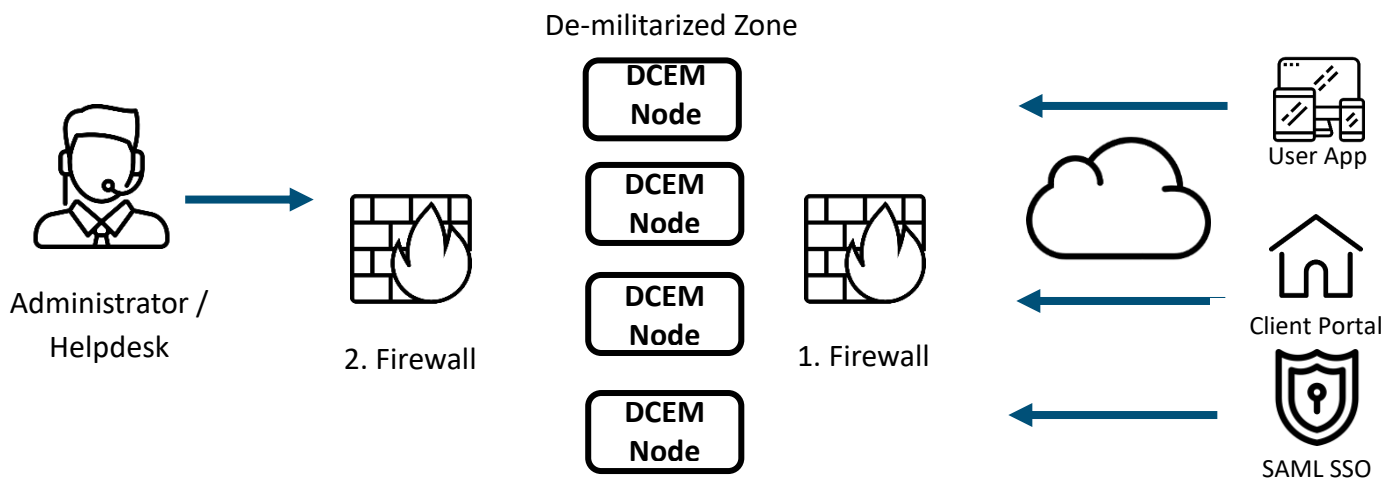 De-militarized Zone
DCEM
Node
DCEM
Node
DCEM
Node
DCEM
Node
Administrator /
Helpdesk
2. Firewall
1. Firewall
User App
Client Portal
SAML SSO